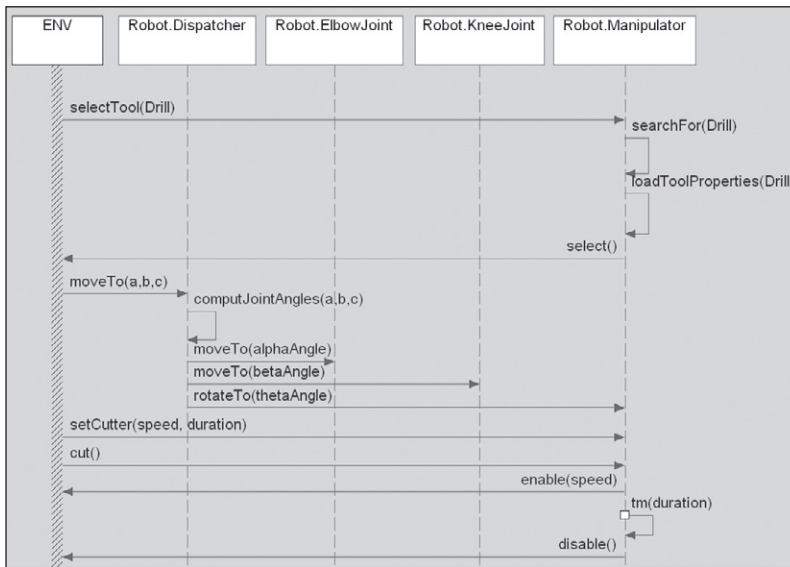 ENV
Robot.Dispatcher
Robot.ElbowJoint
Robot.KneeJoint
Robot.Manipulator
selectTool(Drill)
searchFor(Drill)
loadToolProperties(Drill
select()
moveTo(a,b,c)
computJointAngles(a,b,c)
moveTo(alphaAngle)
moveTo(betaAngle)
rotateTo(thetaAngle)
setCutter(speed, duration)
cut()
enable(speed)
tm(duration)
disable()